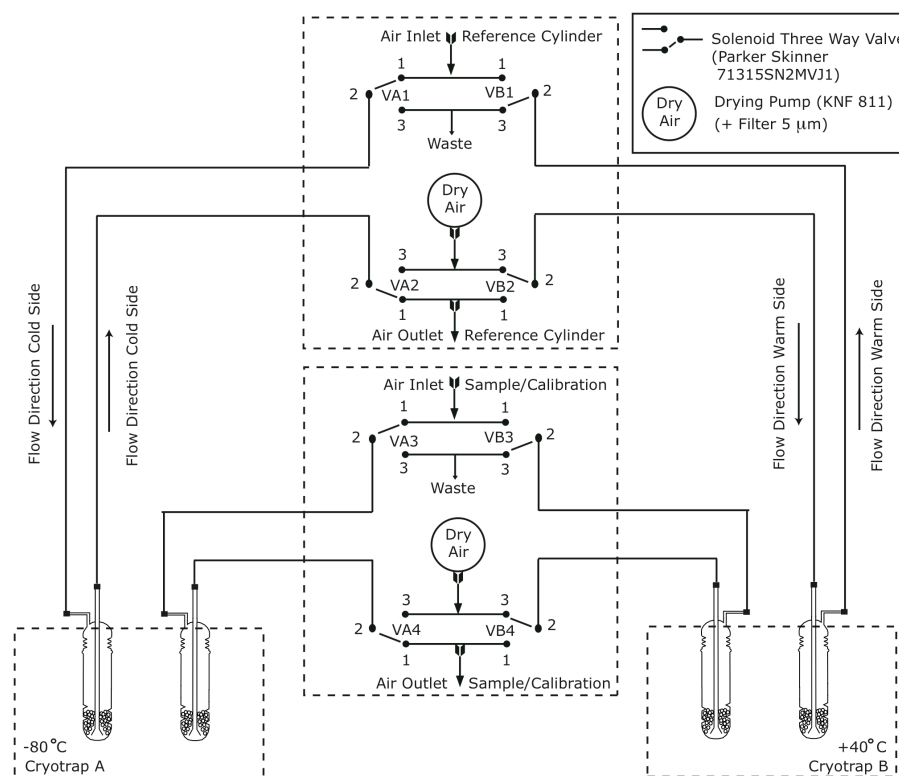 Air Inlet Reference Cylinder
1 1
2 VA1 VB1 2
3 3
Waste
Dry
Air
3 3
2 VA2 VB2 2
1 1
Air Outlet Reference Cylinder
Solenoid Three Way Valve
(Parker Skinner
71315SN2MVJ1)
Dry
Air
Drying Pump (KNF 811)
(+ Filter 5 μm)
Flow Direction Cold Side
Flow Direction Cold Side
Flow Direction Warm Side
Flow Direction Warm Side
Air Inlet Sample/Calibration
1 1
2 VA3 VB3 2
3 3
Waste
Dry
Air
3 3
2 VA4 VB4 2
1 1
Air Outlet Sample/Calibration
-80°C
Cryotrap A
+40°C
Cryotrap B